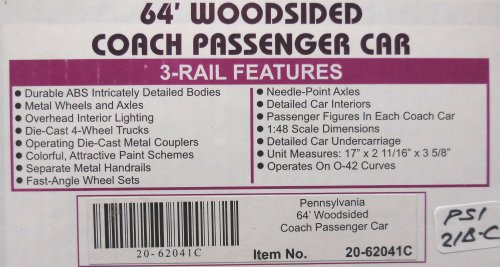 64' WOODSIDED
COACH PASSENGER CAR
3-RAIL FEATURES
• Durable ABS Intricately Detailed Bodies
• Metal Wheels and Axles
• Overhead Interior Lighting
• Die-Cast 4-Wheel Trucks
• Operating Die-Cast Metal Couplers
• Colorful, Attractive Paint Schemes
• Separate Metal Handrails
• Fast-Angle Wheel Sets
• Needle-Point Axles
• Detailed Car Interiors
• Passenger Figures In Each Coach Car
• 1:48 Scale Dimensions
• Detailed Car Undercarriage
• Unit Measures: 17" x 2 11/16" x 3 5/8"
• Operates On O-42 Curves
20-62041C
Pennsylvania
64' Woodsided
Coach Passenger Car
Item No. 20-62041C
PS1
21B-C